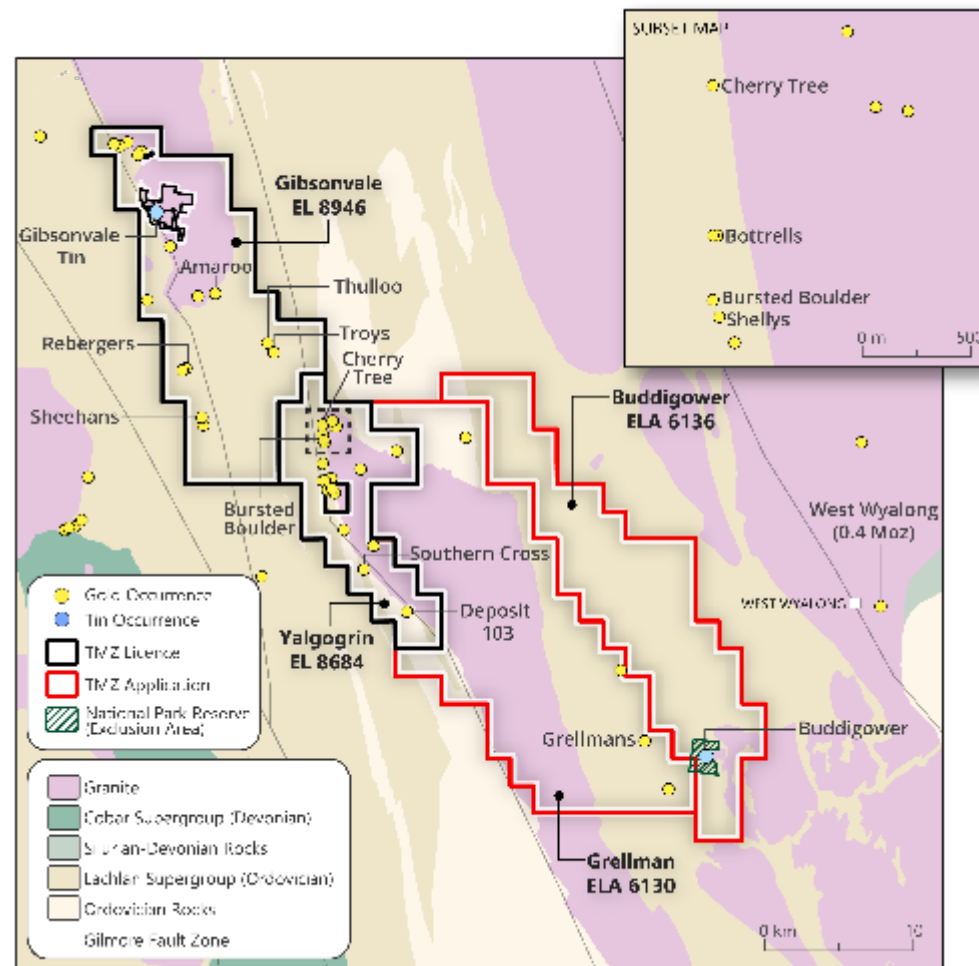 SUBSET MAP
Cherry Tree
Bottrells
Bursted Boulder
Shellys
0 m 500
Gibsonvale
EL 8946
Gibsonvale
Tin
Amaroo
Thulloo
Troys
Rebergers
Cherry
Tree
Sheehans
Buddigower
ELA 6136
Bursted
Boulder
West Wyalong
(0.4 Moz)
Southern Cross
WEST WYALONG
Deposit
103
Yalgogrin
EL 8684
Gold Occurrence
Tin Occurrence
TMZ Licence
TMZ Application
National Park Reserve
(Exclusion Area)
Grellmans
Buddigower
Grellman
ELA 6130
Granite
Cobar Supergroup (Devonian)
Silurian-Devonian Rocks
Lachlan Supergroup (Ordovician)
Ordovician Rocks
Gilmore Fault Zone
0 km 10